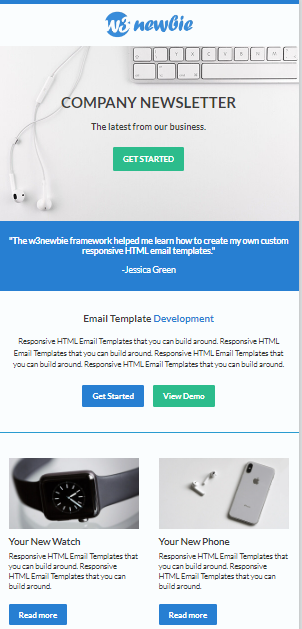 W3 newbie
COMPANY NEWSLETTER
The latest from our business.
GET STARTED
"The w3newbie framework helped me learn how to create my own custom
responsive HTML email templates."
-Jessica Green
Email Template Development
Responsive HTML Email Templates that you can build around. Responsive HTML
Email Templates that you can build around. Responsive HTML Email Templates that
you can build around. Responsive HTML Email Templates that you can build around.
Get Started View Demo
Your New Watch
Responsive HTML Email Templates that
you can build around. Responsive
HTML Email Templates that you can
build around.
Read more
Your New Phone
Responsive HTML Email Templates that
you can build around. Responsive
HTML Email Templates that you can
build around.
Read more